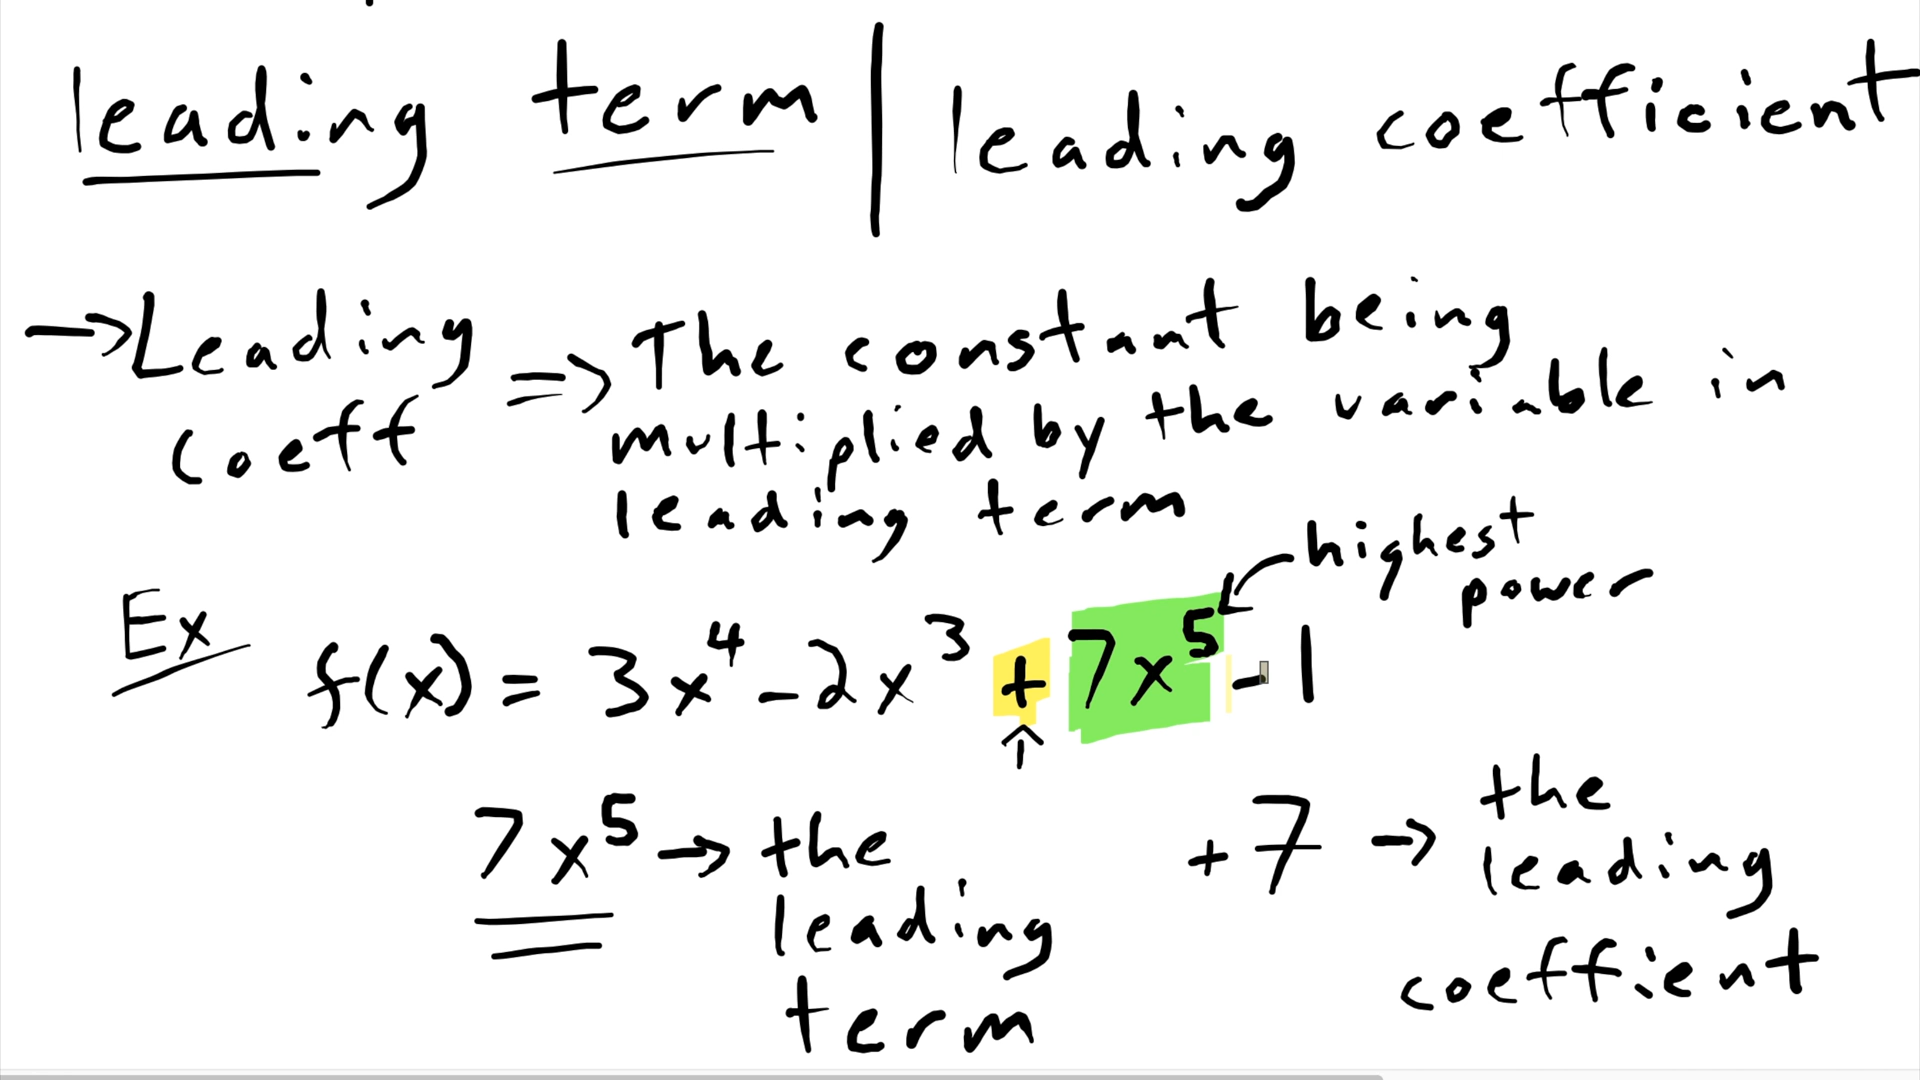 leading term | leading coefficient
→ Leading coeff ⇒ The constant being
multiplied by the variable in
leading term
highest
power
Ex f(x) = 3x⁴ - 2x³ + 7x⁵ - 1
↑
7x⁵ → the
leading
term
+7 → the
leading
coeffient